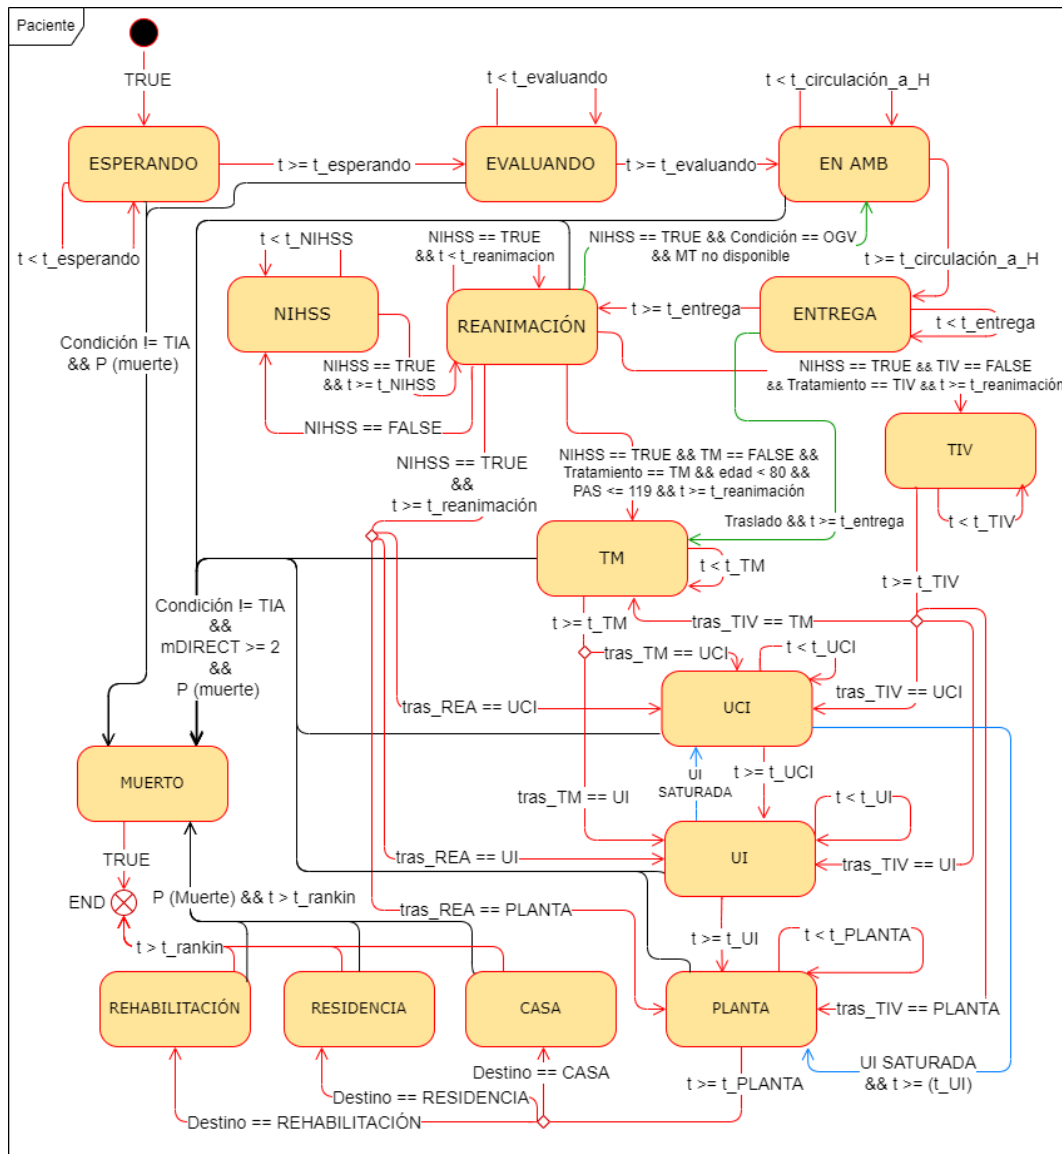 Paciente
TRUE
t < t_evaluando
t < t_circulación_a_H
ESPERANDO
t >= t_esperando
EVALUANDO
t >= t_evaluando
EN AMB
t < t_esperando
t < t_NIHSS
NIHSS == TRUE
&& t < t_reanimacion
NIHSS == TRUE && Condición == OGV
&& MT no disponible
t >= t_circulación_a_H
NIHSS
REANIMACIÓN
t >= t_entrega
ENTREGA
t < t_entrega
Condición != TIA
&& P (muerte)
NIHSS == TRUE
&& t >= t_NIHSS
NIHSS == TRUE && TIV == FALSE
&& Tratamiento == TIV && t >= t_reanimación
NIHSS == FALSE
TIV
NIHSS == TRUE
&&
t >= t_reanimación
NIHSS == TRUE && TM == FALSE &&
Tratamiento == TM && edad < 80 &&
PAS <= 119 && t >= t_reanimación
Traslado && t >= t_entrega
t < t_TIV
TM
t < t_TM
t >= t_TIV
Condición != TIA
&&
mDIRECT >= 2
&&
P (muerte)
t >= t_TM
tras_TIV == TM
tras_TM == UCI
t < t_UCI
tras_REA == UCI
UCI
tras_TIV == UCI
MUERTO
UI
SATURADA
t >= t_UCI
tras_TM == UI
t < t_UI
TRUE
tras_REA == UI
UI
tras_TIV == UI
END
P (Muerte) && t > t_rankin
tras_REA == PLANTA
t > t_rankin
t >= t_UI
t < t_PLANTA
REHABILITACIÓN
RESIDENCIA
CASA
PLANTA
tras_TIV == PLANTA
Destino == CASA
t >= t_PLANTA
UI SATURADA
&& t >= (t_UI)
Destino == RESIDENCIA
Destino == REHABILITACIÓN